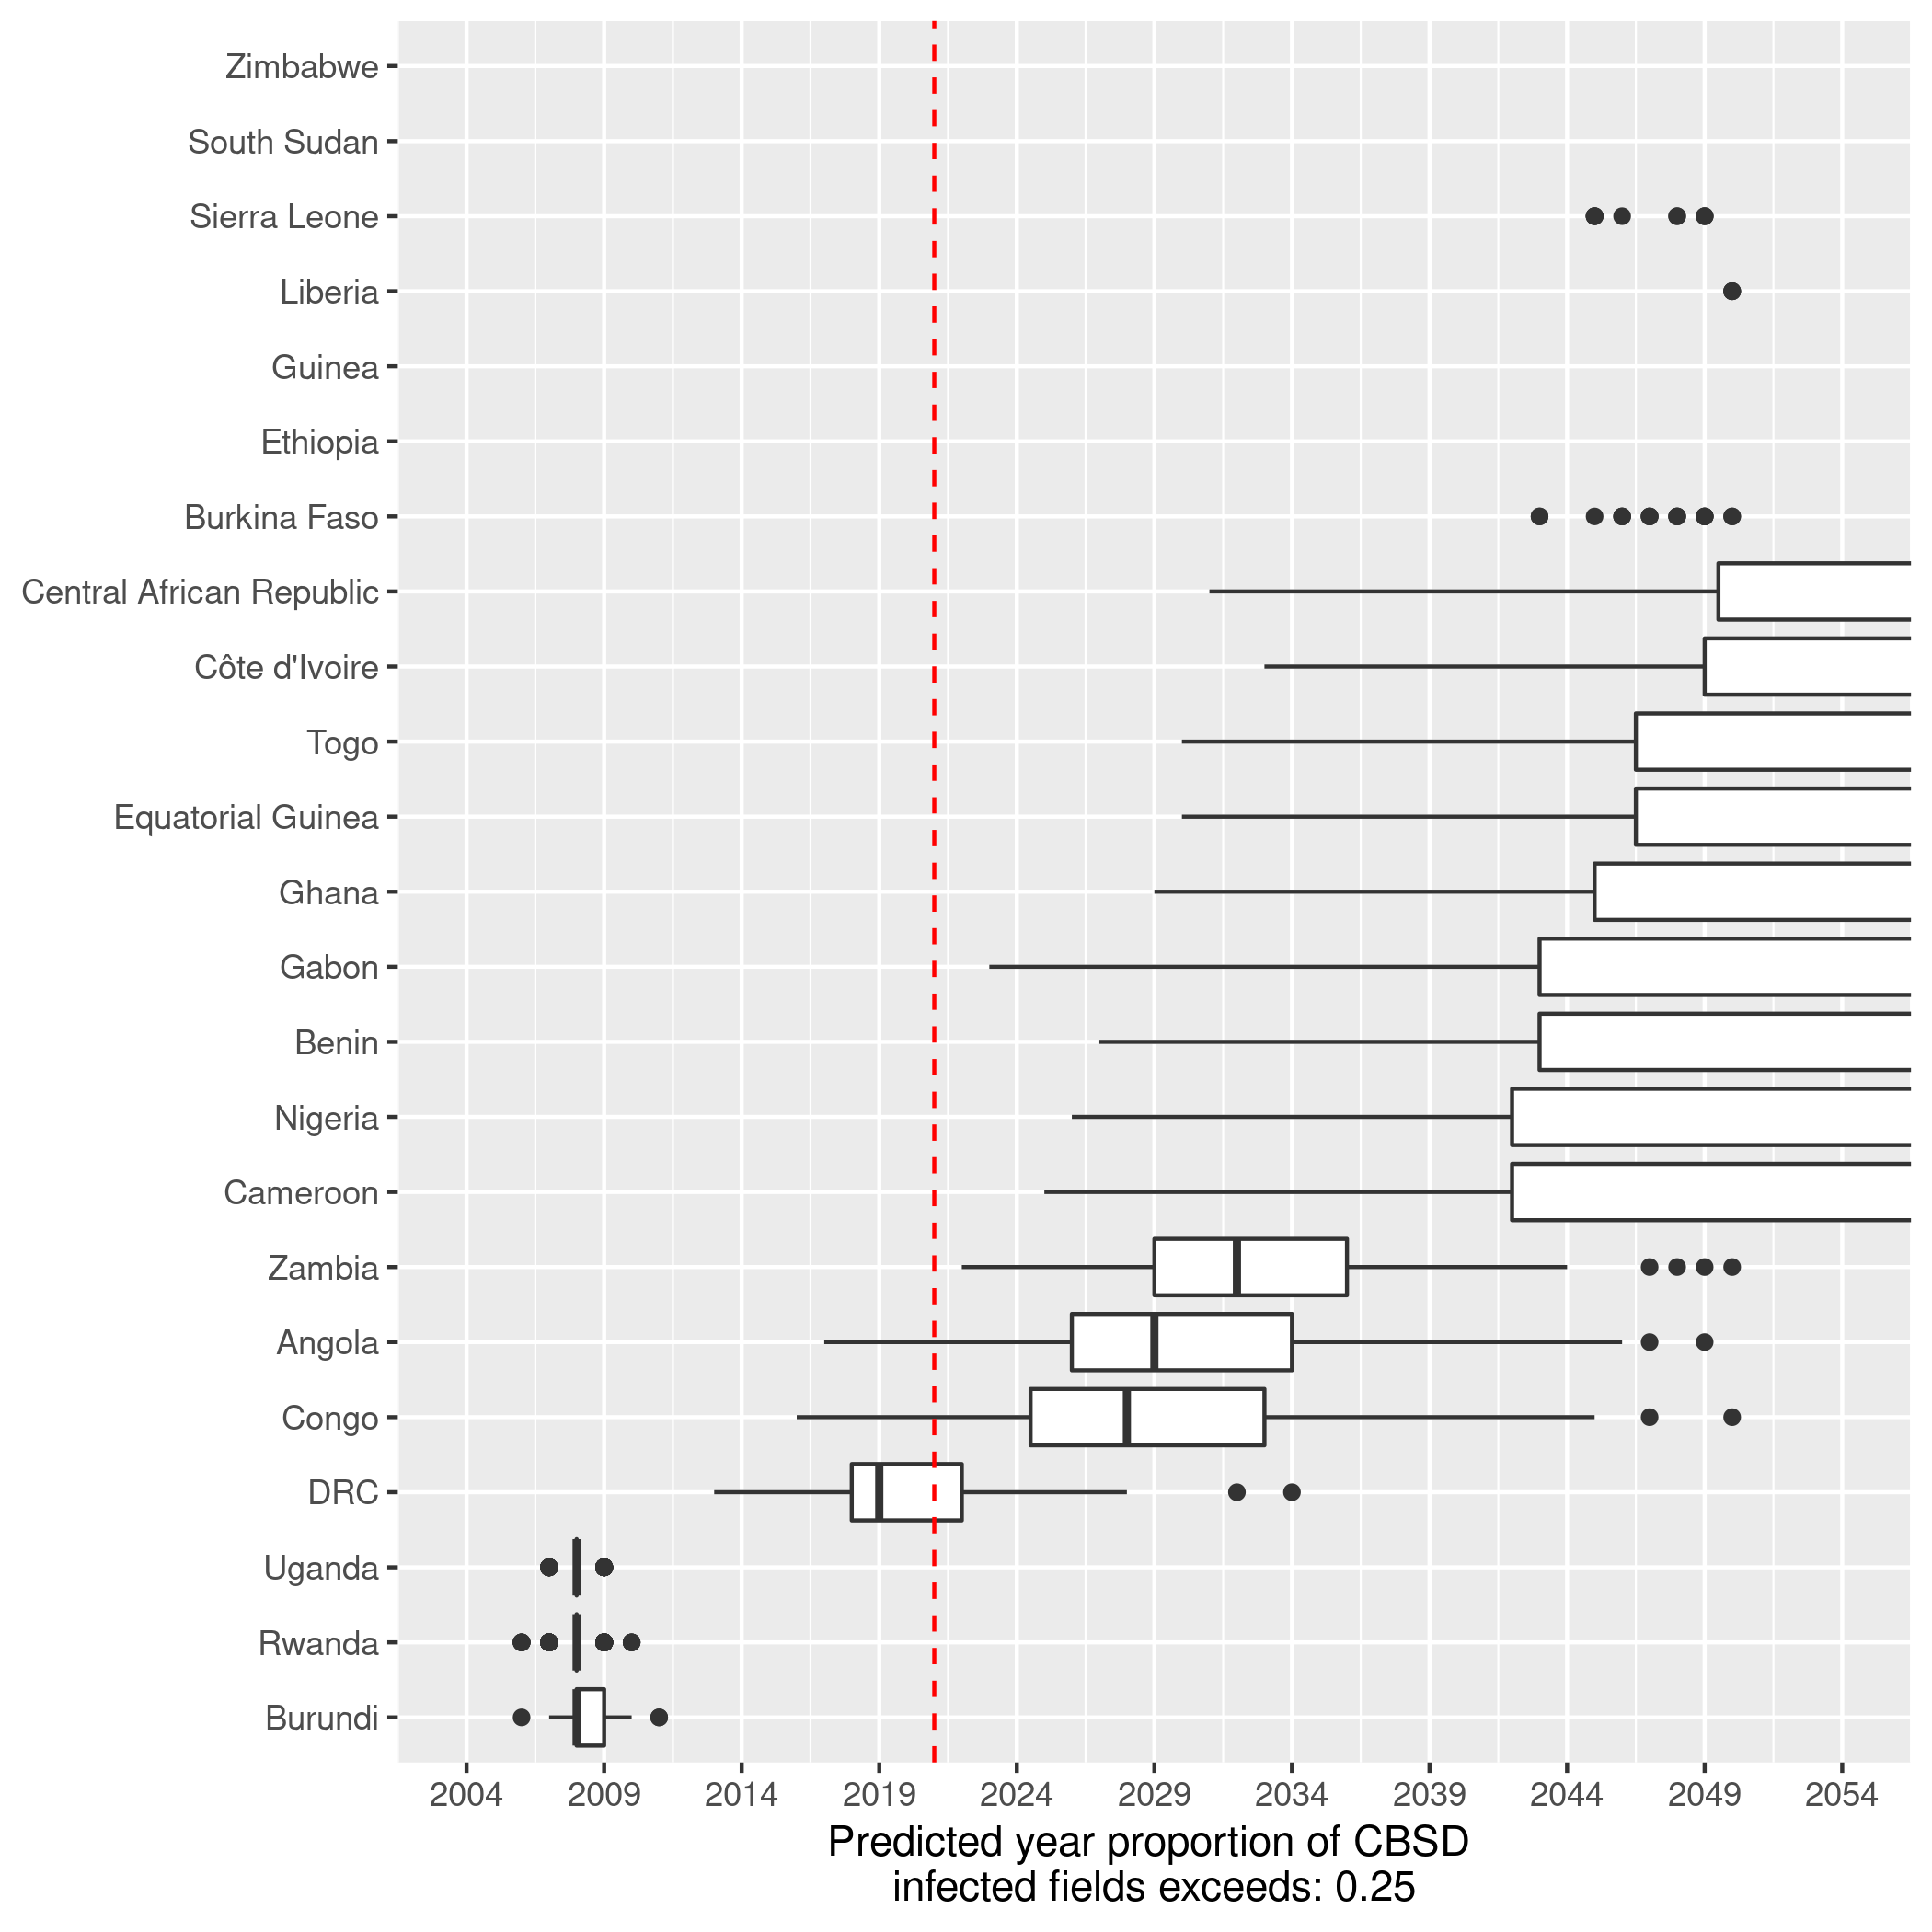 Zimbabwe
South Sudan
Sierra Leone
Liberia
Guinea
Ethiopia
Burkina Faso
Central African Republic
Côte d'Ivoire
Togo
Equatorial Guinea
Ghana
Gabon
Benin
Nigeria
Cameroon
Zambia
Angola
Congo
DRC
Uganda
Rwanda
Burundi
2004 2009 2014 2019 2024 2029 2034 2039 2044 2049 2054
Predicted year proportion of CBSD
infected fields exceeds: 0.25